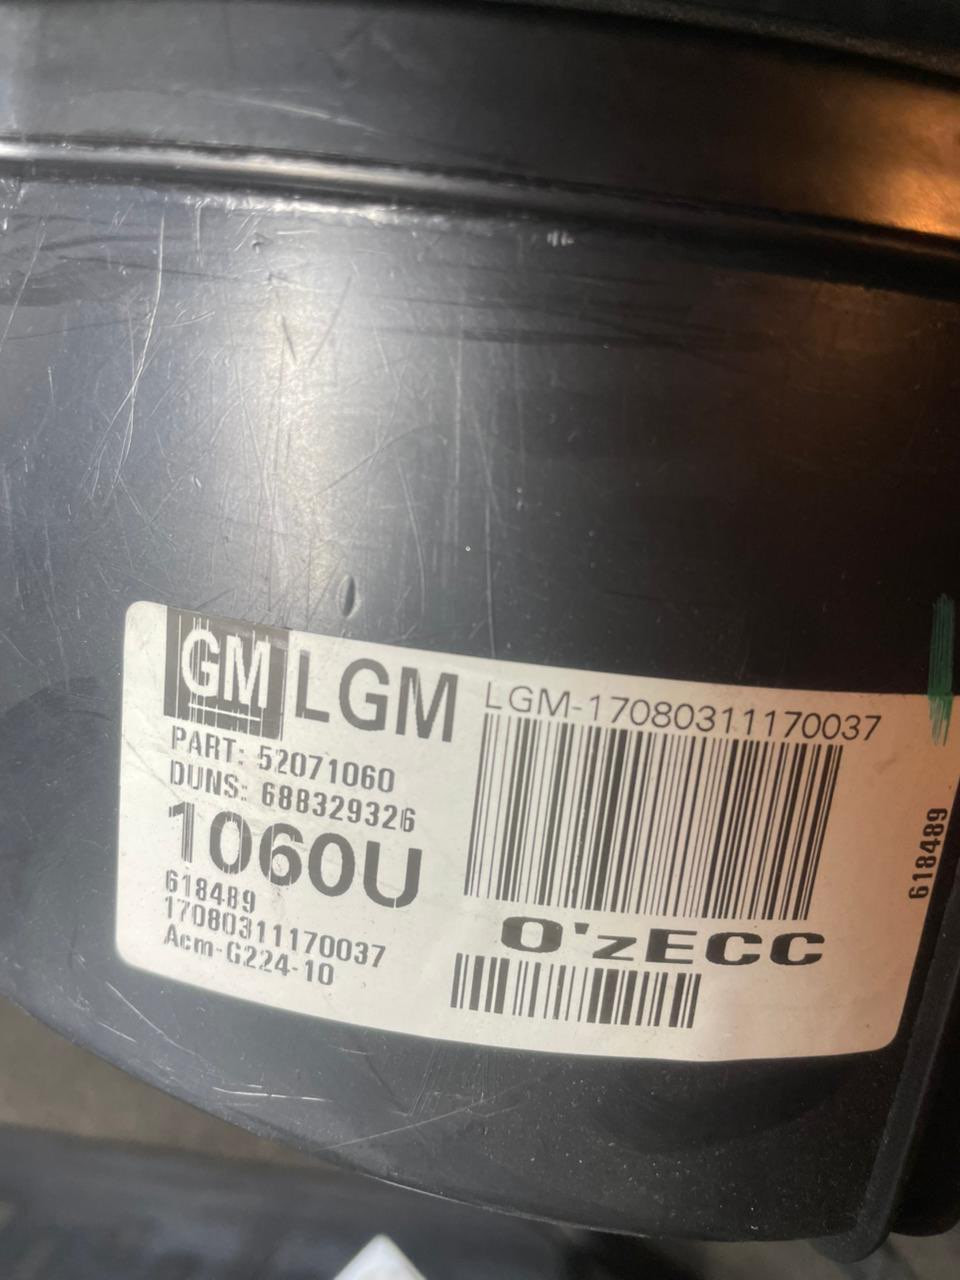 GM LGM
PART: 52071060
DUNS: 688329326
1060U
618489
17080311170037
Acm-G224-10
LGM-17080311170037
O'zECC
618489